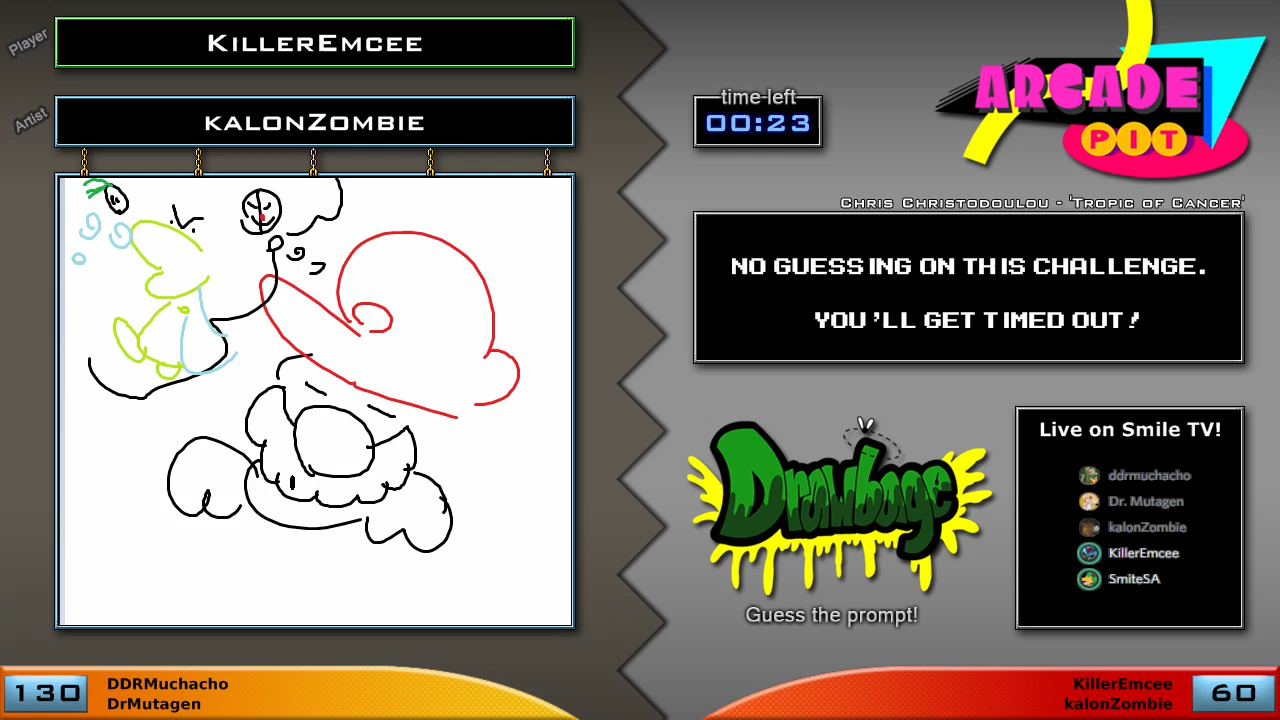 Player
KillerEmcee
Artist
kalonZombie
time left
00:23
ARCADE
PIT
Chris Christodoulou - 'Tropic of Cancer'
NO GUESSING ON THIS CHALLENGE.
YOU'LL GET TIMED OUT!
Drawbage
Guess the prompt!
Live on Smile TV!
ddrmuchacho
Dr. Mutagen
kalonZombie
KillerEmcee
SmiteSA
130
DDRMuchacho
DrMutagen
KillerEmcee
kalonZombie
60